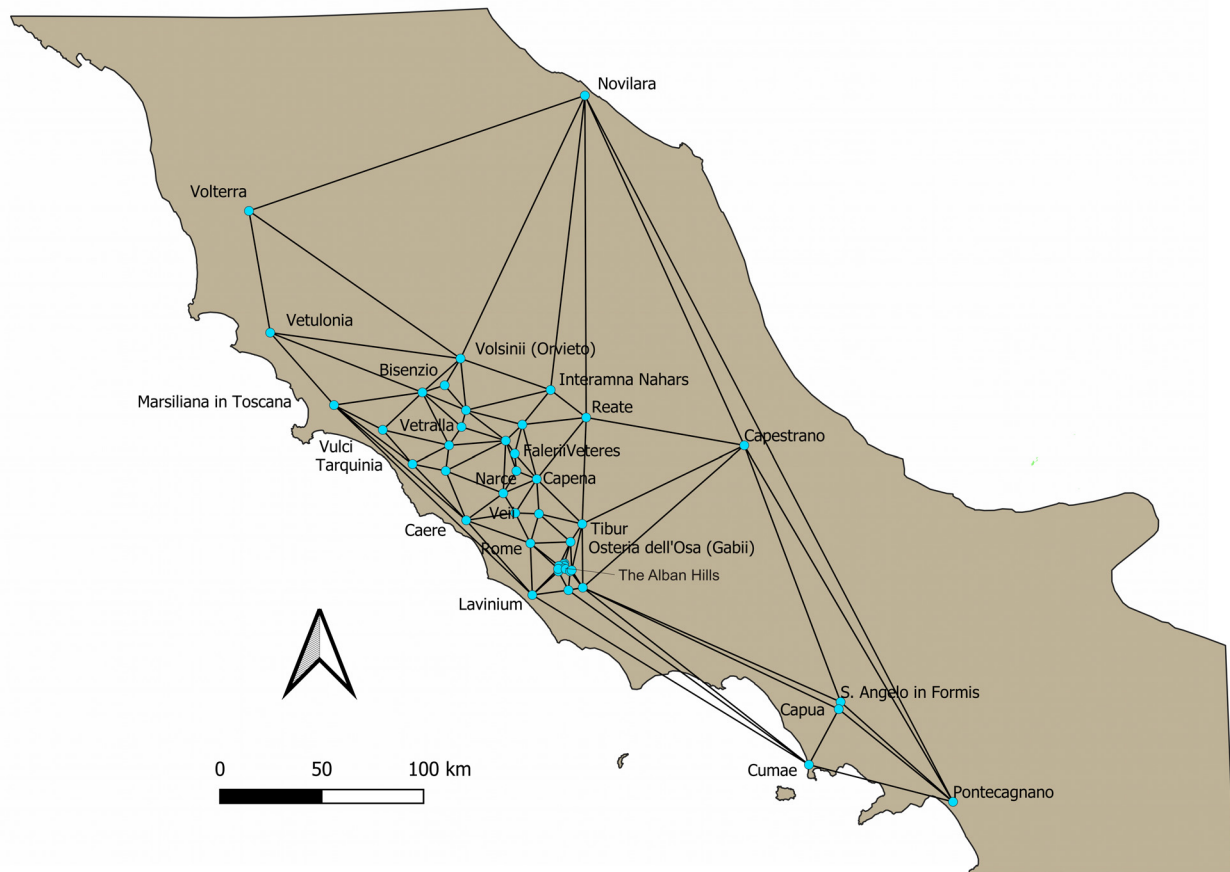 Novilara
Volterra
Vetulonia
Volsinii (Orvieto)
Bisenzio
Interamna Nahars
Marsiliana in Toscana
Reate
Vetralla
Capestrano
Vulci
FaleriiVeteres
Tarquinia
Narce
Capena
Veii
Caere
Tibur
Rome
Osteria dell'Osa (Gabii)
The Alban Hills
Lavinium
S. Angelo in Formis
Capua
0 50 100 km
Cumae
Pontecagnano